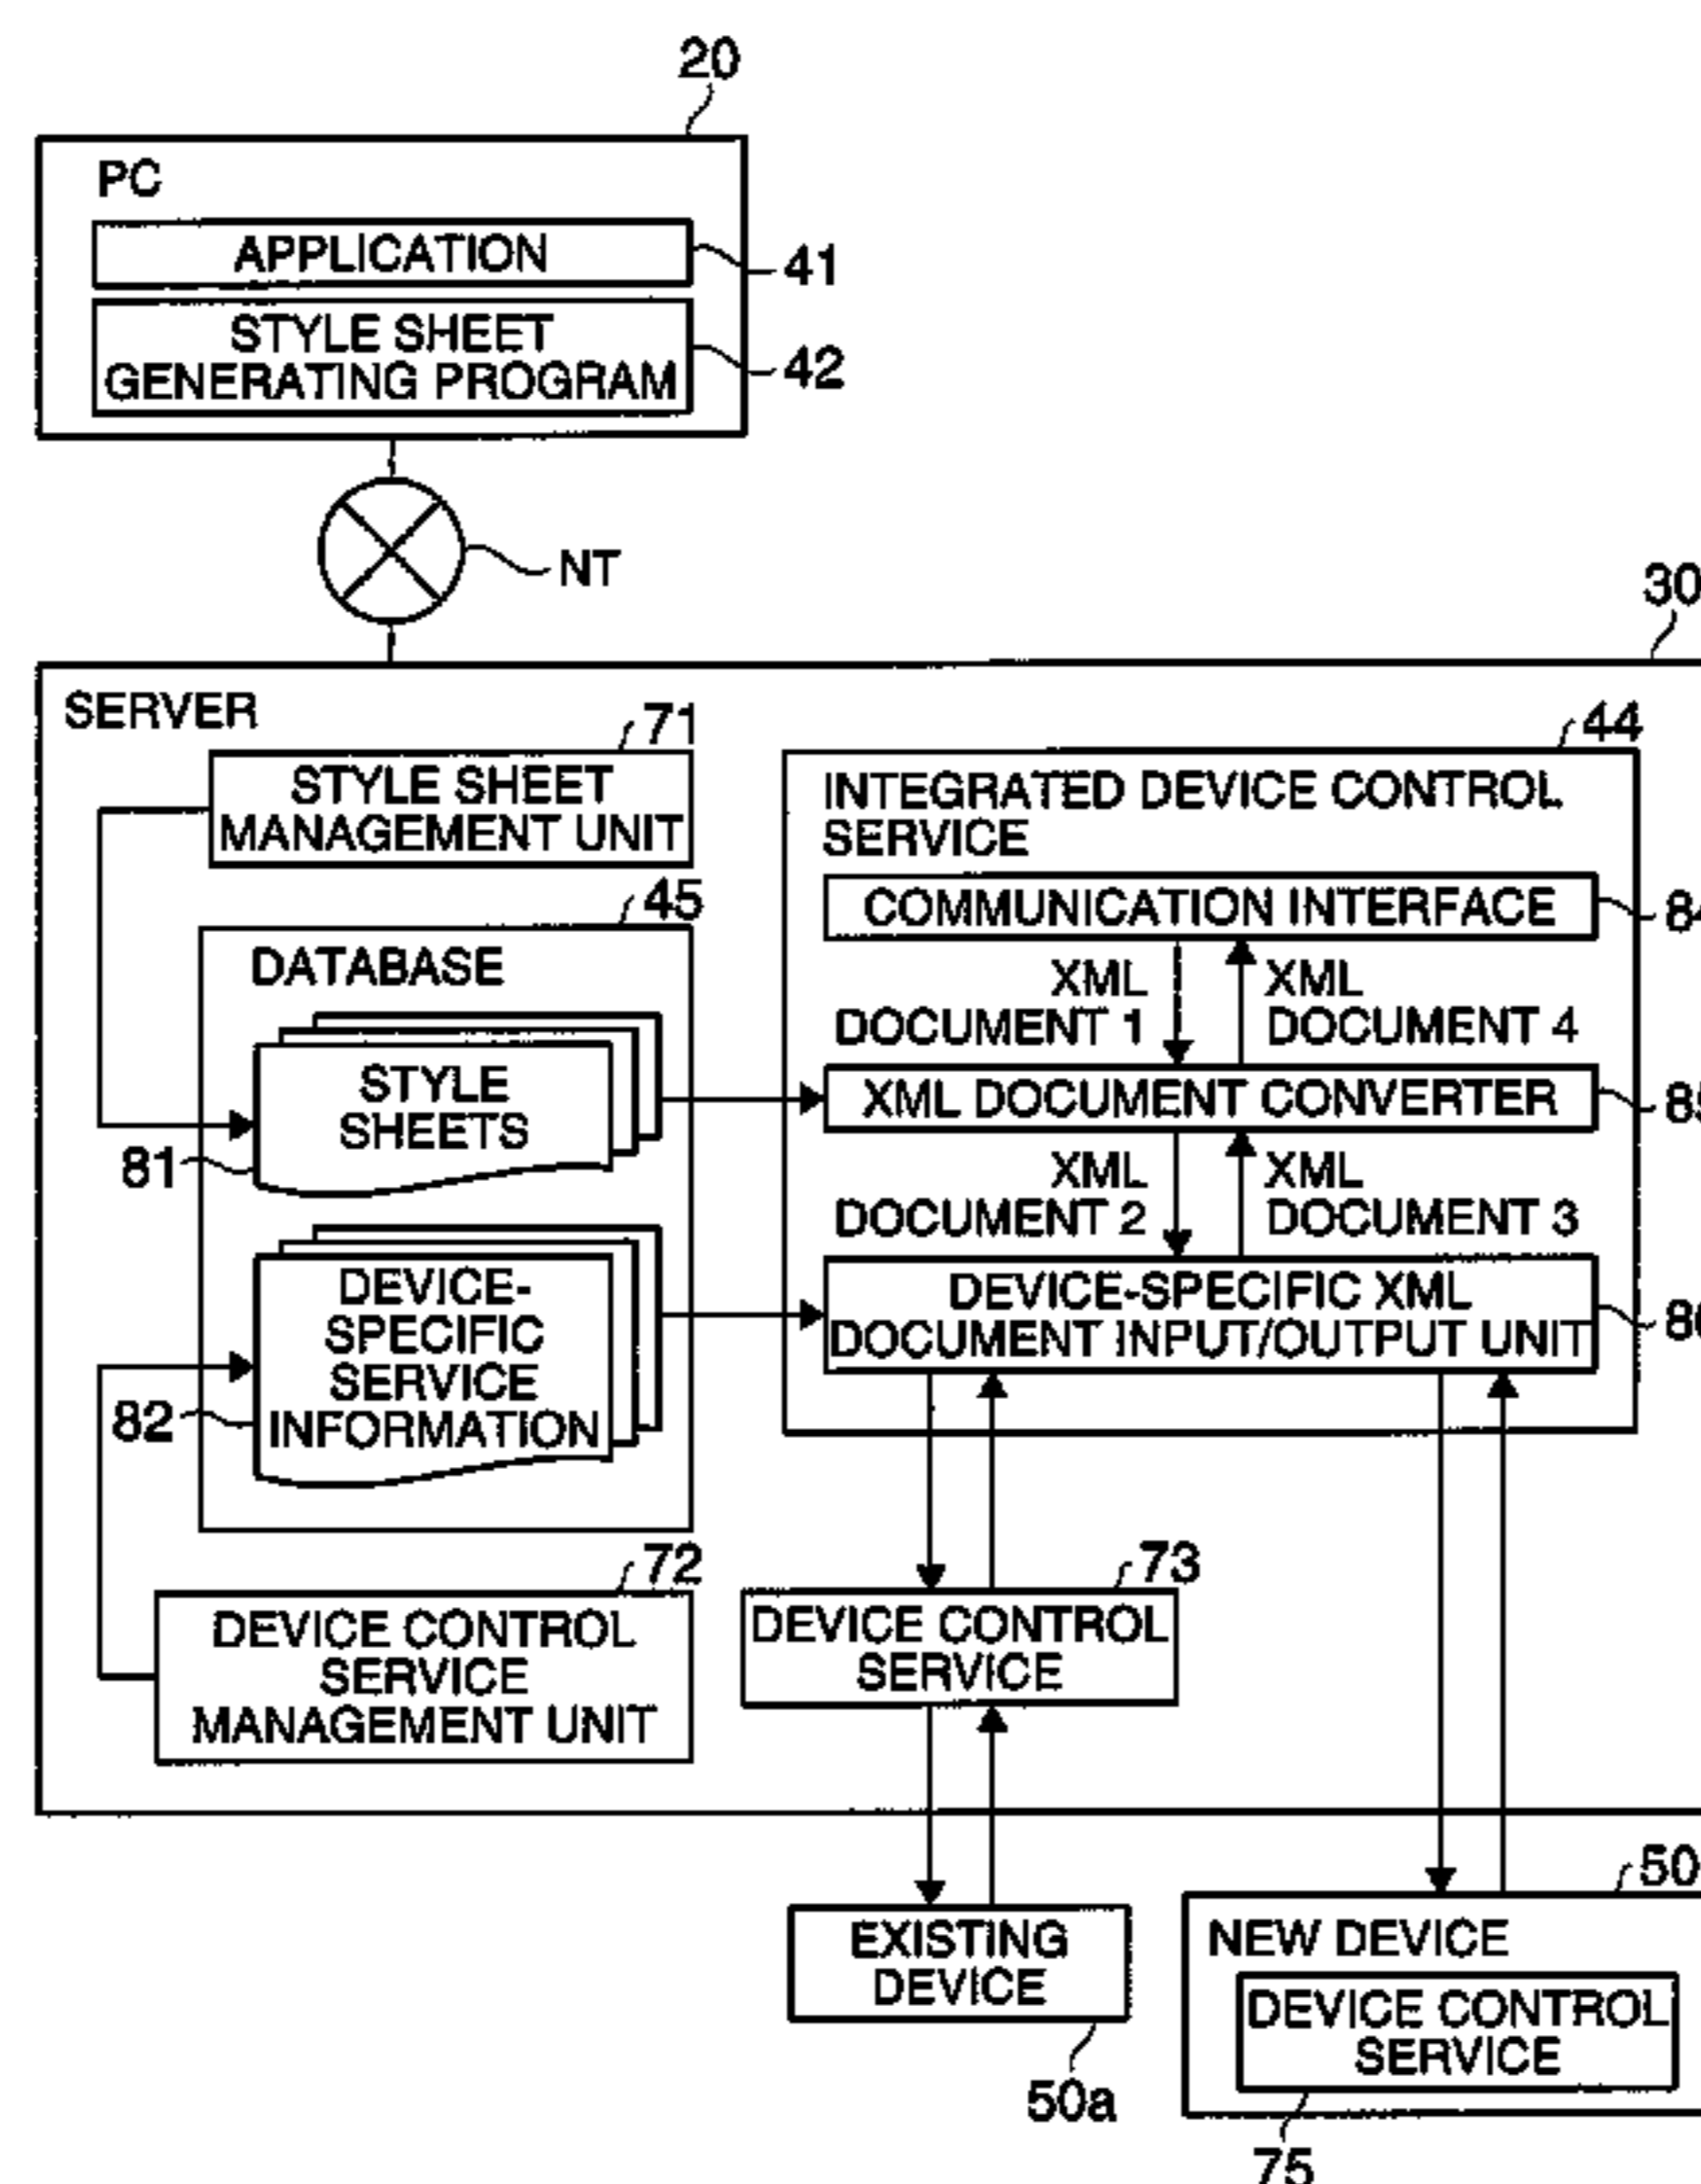 20
PC
APPLICATION
41
STYLE SHEET
GENERATING PROGRAM
42
NT
30
SERVER
71
STYLE SHEET
MANAGEMENT UNIT
45
DATABASE
STYLE
SHEETS
81
DEVICE-
SPECIFIC
SERVICE
INFORMATION
82
72
DEVICE CONTROL
SERVICE
MANAGEMENT UNIT
44
INTEGRATED DEVICE CONTROL
SERVICE
COMMUNICATION INTERFACE
84
XML
DOCUMENT 1
XML
DOCUMENT 4
XML DOCUMENT CONVERTER
XML
DOCUMENT 2
XML
DOCUMENT 3
DEVICE-SPECIFIC XML
DOCUMENT INPUT/OUTPUT UNIT
73
DEVICE CONTROL
SERVICE
EXISTING
DEVICE
50a
50
NEW DEVICE
DEVICE CONTROL
SERVICE
75